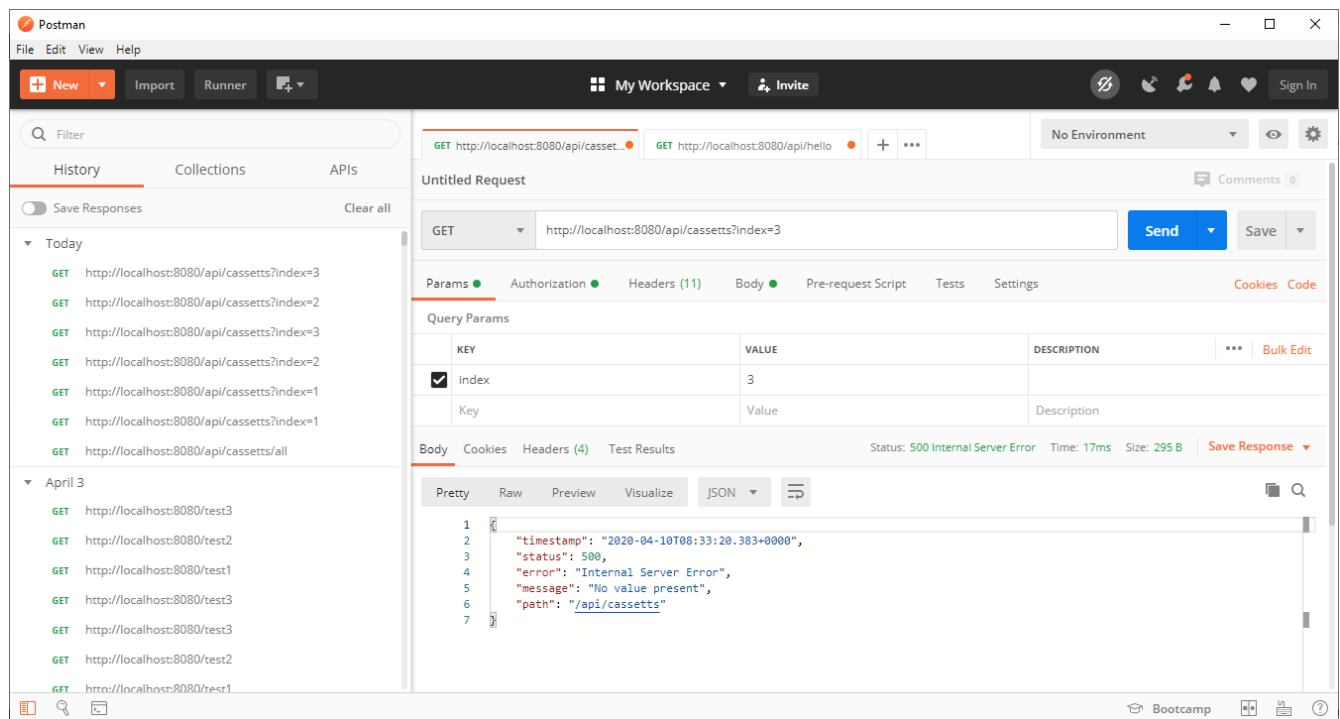 Postman
File Edit View Help
New Import Runner My Workspace Invite Sign In
Filter
History Collections APIs
Save Responses Clear all
Today
GET http://localhost:8080/api/cassetts?index=3
GET http://localhost:8080/api/cassetts?index=2
GET http://localhost:8080/api/cassetts?index=3
GET http://localhost:8080/api/cassetts?index=2
GET http://localhost:8080/api/cassetts?index=1
GET http://localhost:8080/api/cassetts?index=1
GET http://localhost:8080/api/cassetts/all
April 3
GET http://localhost:8080/test3
GET http://localhost:8080/test2
GET http://localhost:8080/test1
GET http://localhost:8080/test3
GET http://localhost:8080/test3
GET http://localhost:8080/test2
GET http://localhost:8080/test1
GET http://localhost:8080/api/casset... GET http://localhost:8080/api/hello No Environment
Untitled Request Comments 0
GET http://localhost:8080/api/cassetts?index=3 Send Save
Params Authorization Headers (11) Body Pre-request Script Tests Settings Cookies Code
Query Params
KEY VALUE DESCRIPTION Bulk Edit
index 3
Key Value Description
Body Cookies Headers (4) Test Results Status: 500 Internal Server Error Time: 17ms Size: 295 B Save Response
Pretty Raw Preview Visualize JSON
1 {
2 "timestamp": "2020-04-10T08:33:20.383+0000",
3 "status": 500,
4 "error": "Internal Server Error",
5 "message": "No value present",
6 "path": "/api/cassetts"
7 }
Bootcamp